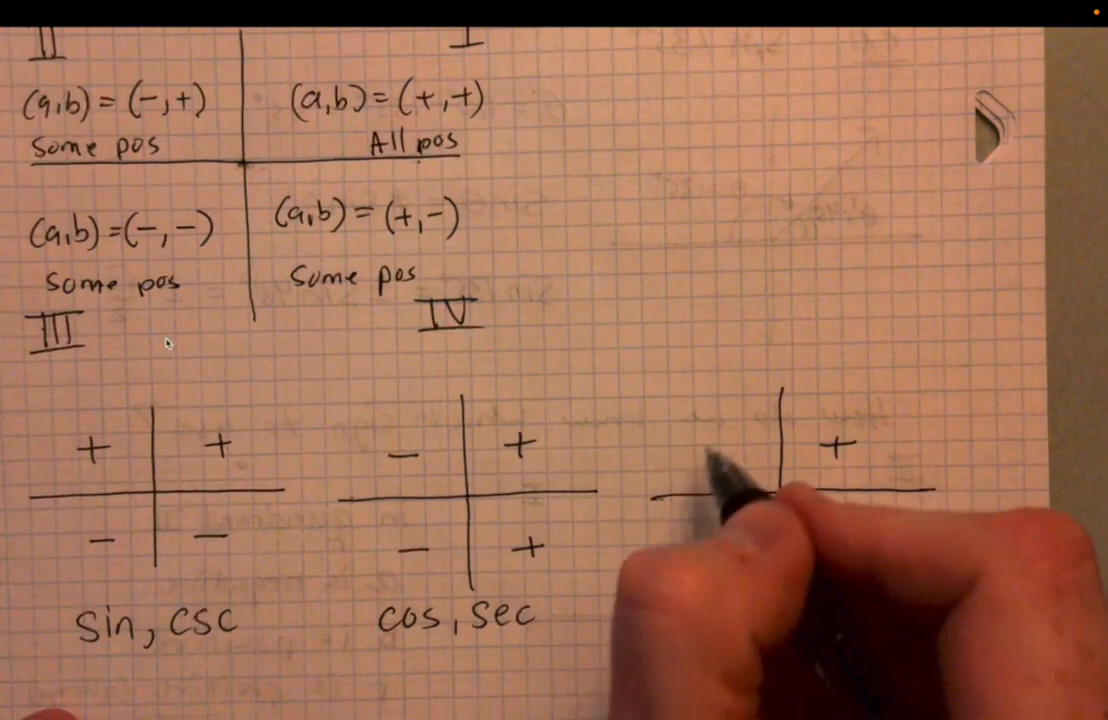 II I
(a,b) = (-,+) (a,b) = (+,+)
Some pos All pos
(a,b) = (-,-) (a,b) = (+,-)
Some pos Some pos
III IV
+ + - + +
- - - +
sin, csc cos, sec